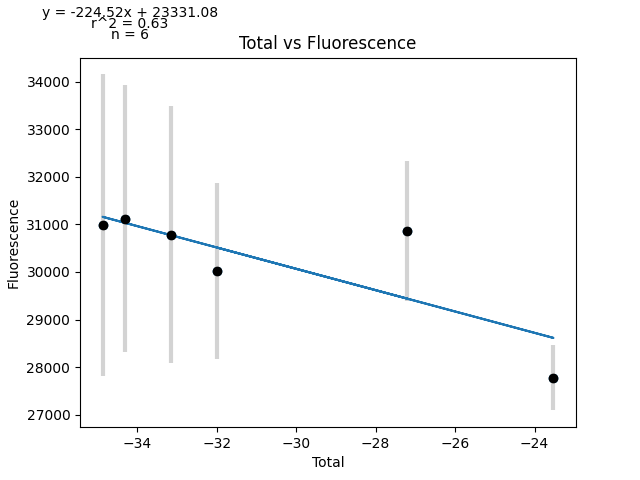 y = -224.52x + 23331.08
r^2 = 0.63
n = 6
Total vs Fluorescence
34000
33000
32000
31000
30000
29000
28000
27000
Fluorescence
−34 −32 −30 −28 −26 −24
Total